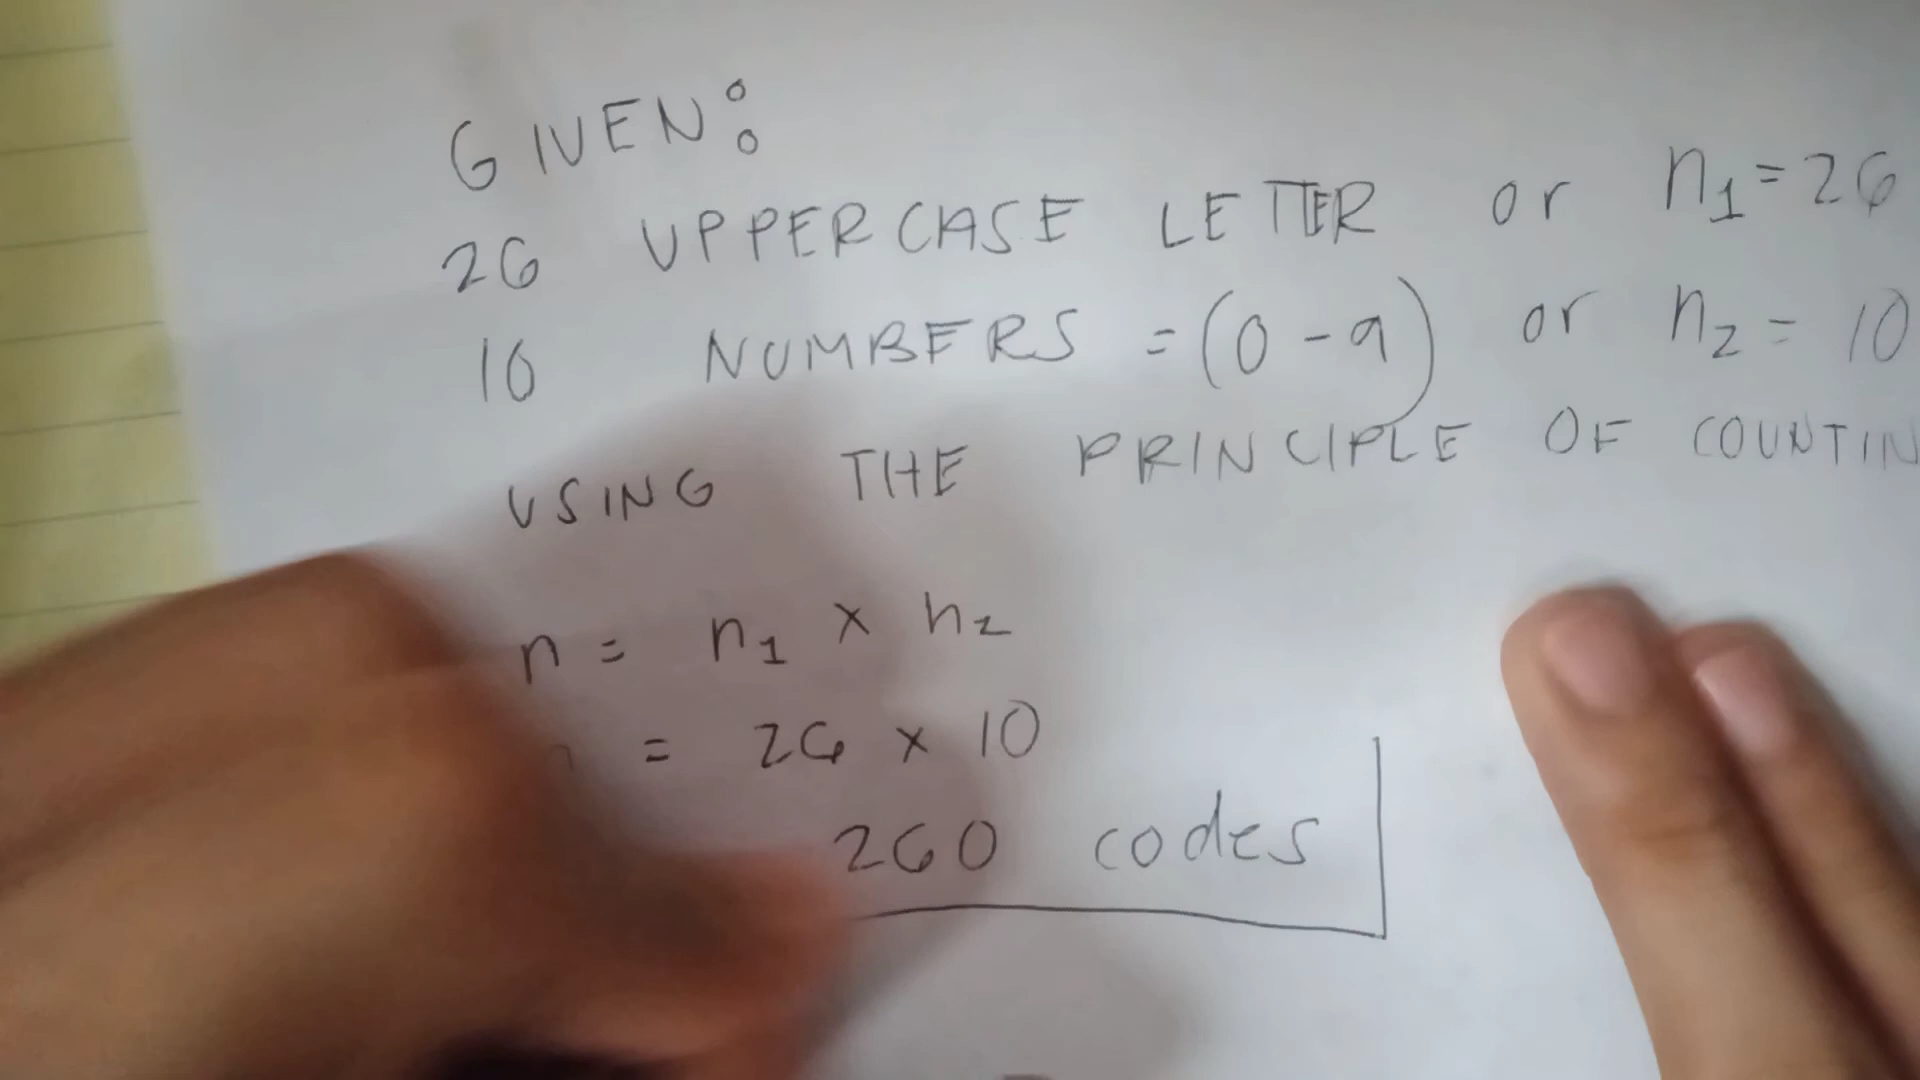 GIVEN:
26 UPPERCASE LETTER or n₁=26
10 NUMBERS = (0-9) or n₂ = 10
USING THE PRINCIPLE OF COUNTIN
n = n₁ x n₂
n = 26 x 10
260 codes